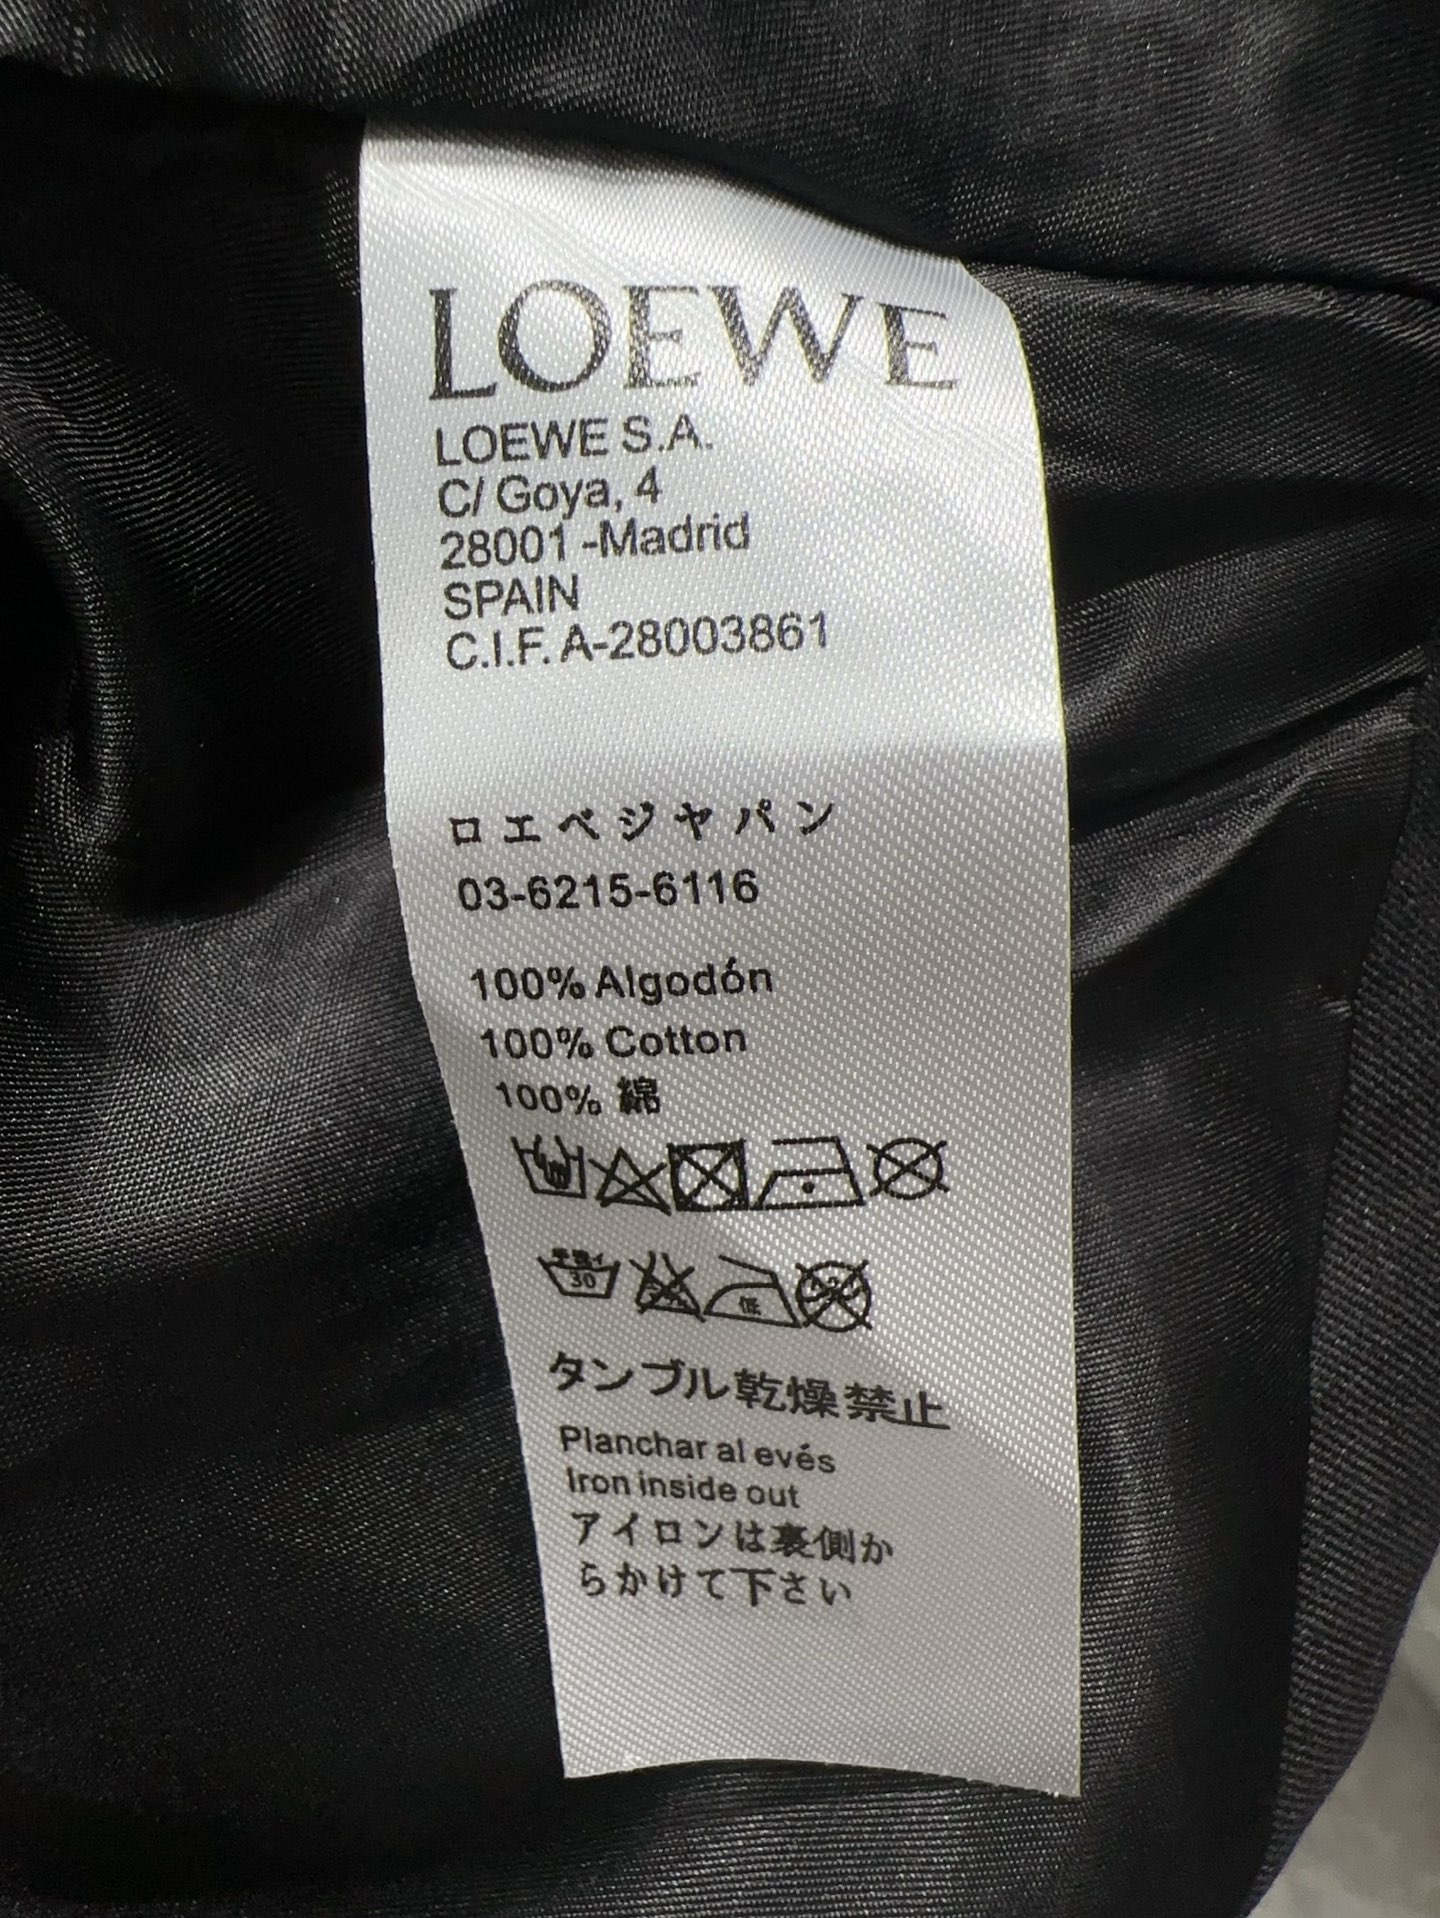 LOEWE
LOEWE S.A.
C/ Goya, 4
28001 -Madrid
SPAIN
C.I.F. A-28003861
ロエベジャパン
03-6215-6116
100% Algodón
100% Cotton
100% 綿
30 低
タンブル乾燥禁止
Planchar al evés
Iron inside out
アイロンは裏側か
らかけて下さい